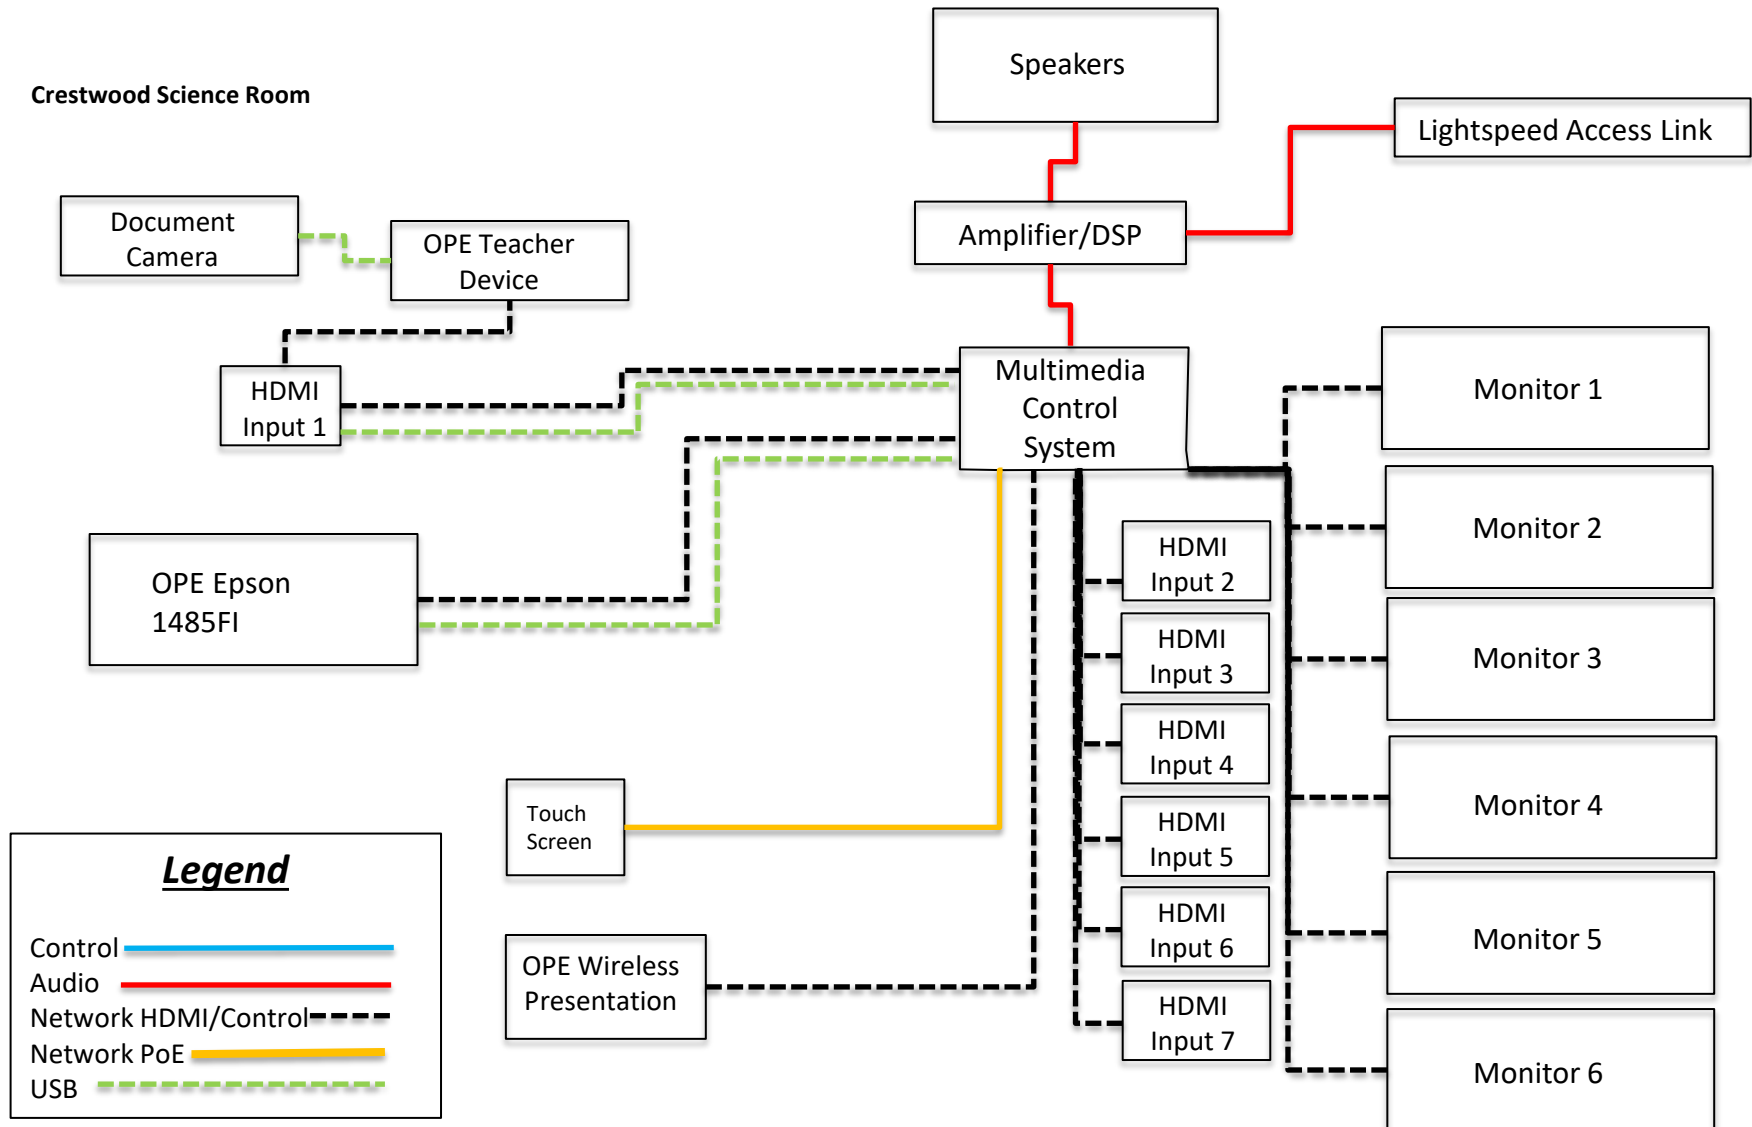 Crestwood Science Room
Speakers
Lightspeed Access Link
Document
Camera
OPE Teacher
Device
Amplifier/DSP
HDMI
Input 1
Multimedia
Control
System
Monitor 1
Monitor 2
Monitor 3
Monitor 4
Monitor 5
Monitor 6
HDMI
Input 2
HDMI
Input 3
HDMI
Input 4
HDMI
Input 5
HDMI
Input 6
HDMI
Input 7
OPE Epson
1485FI
Touch
Screen
OPE Wireless
Presentation
Legend
Control
Audio
Network HDMI/Control
Network PoE
USB